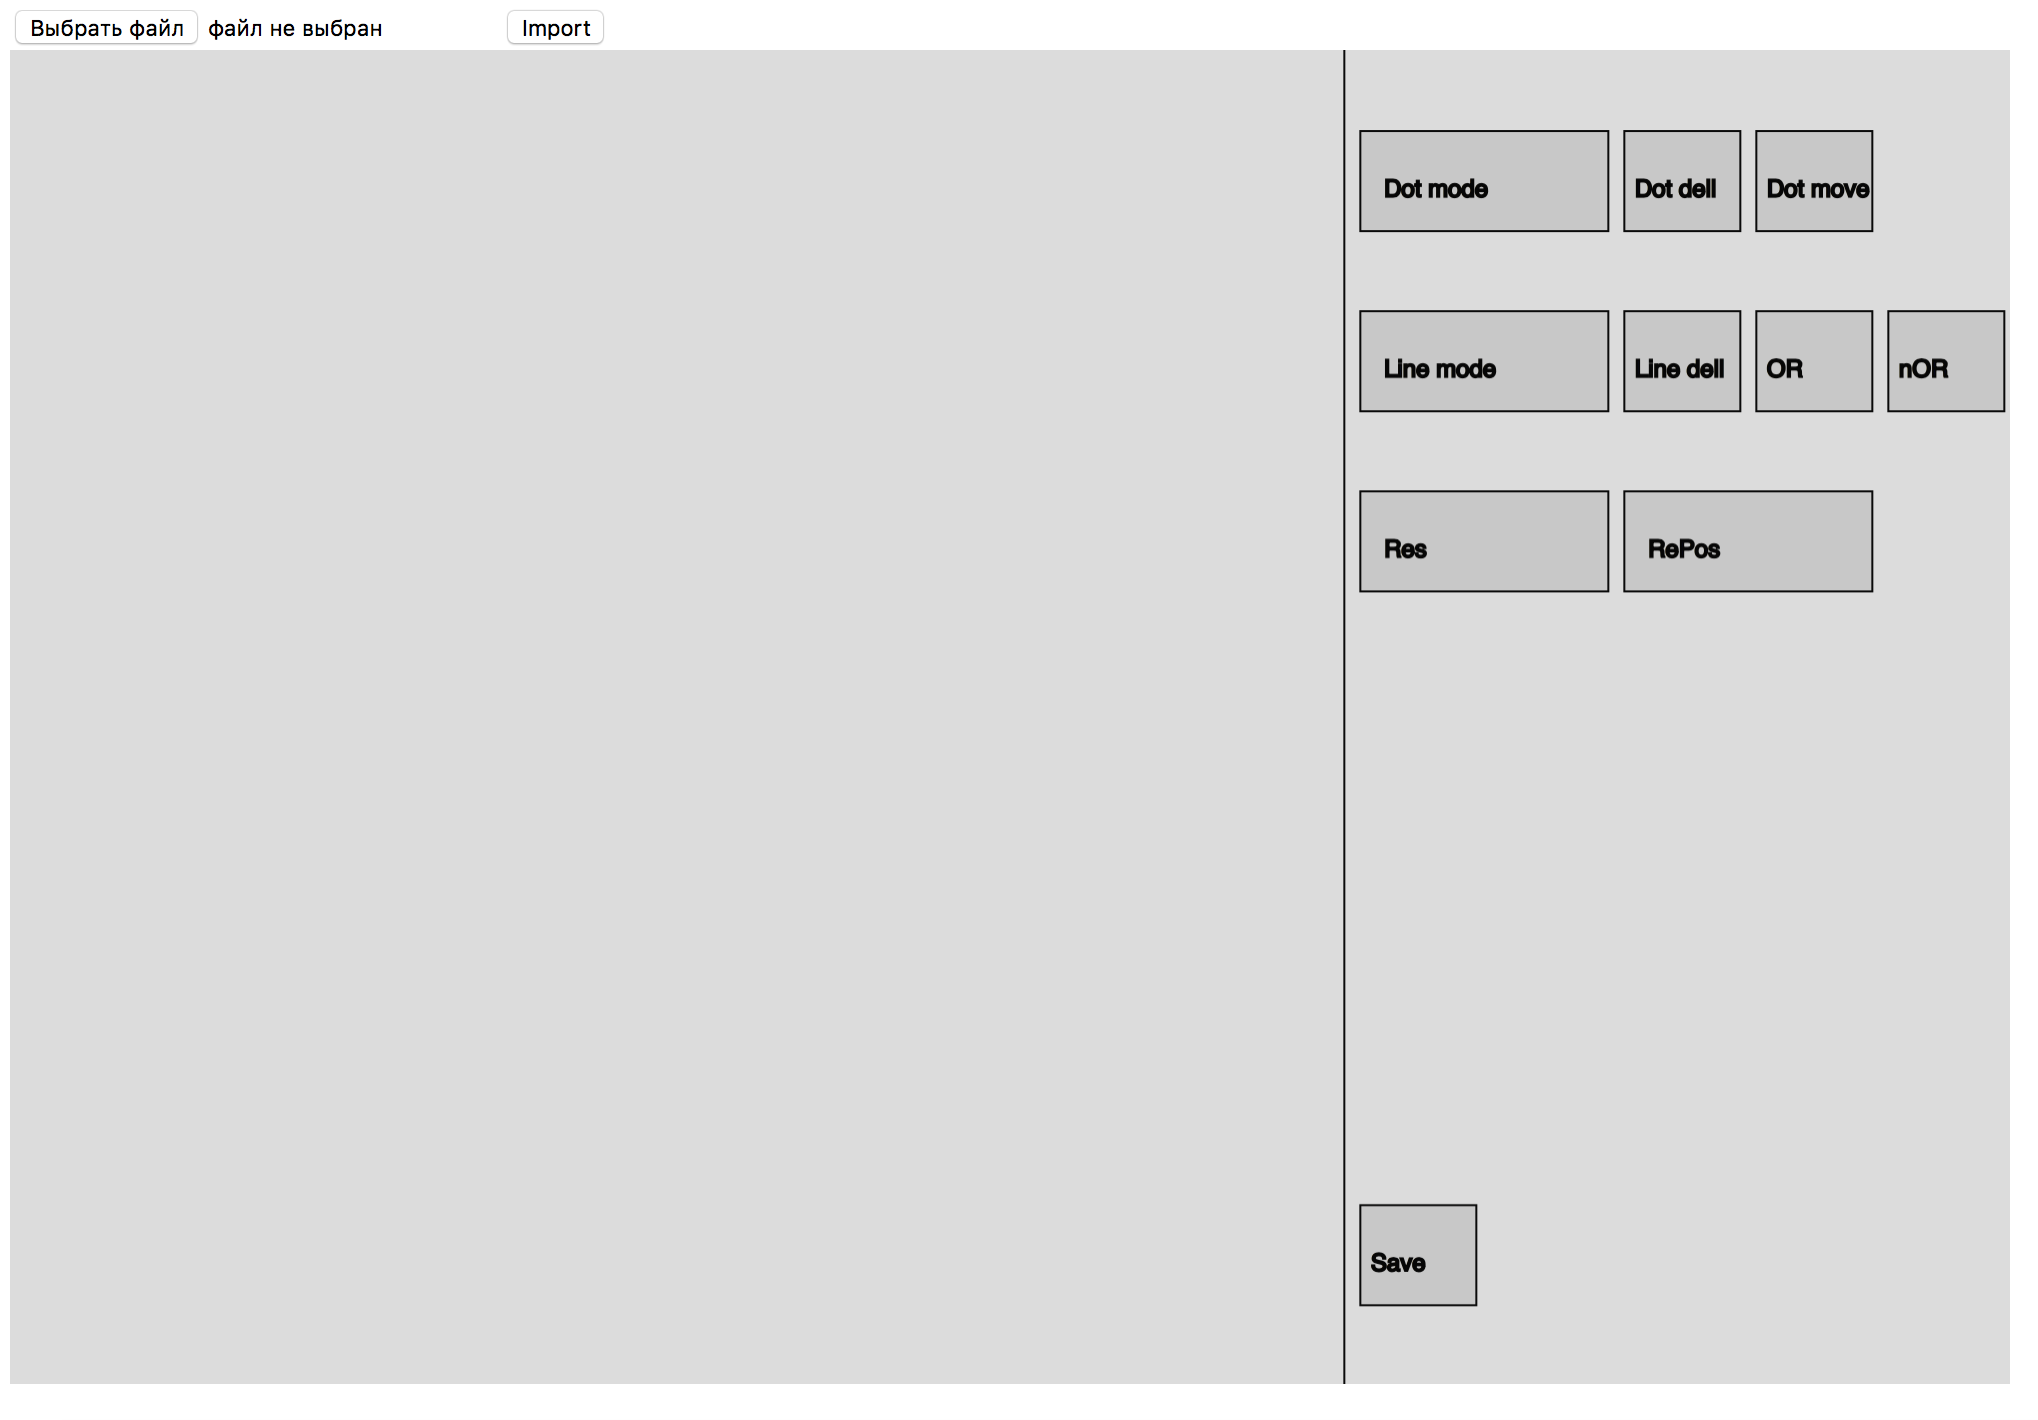 Выбрать файл файл не выбран Import
Dot mode Dot dell Dot move
Line mode Line dell OR nOR
Res RePos
Save